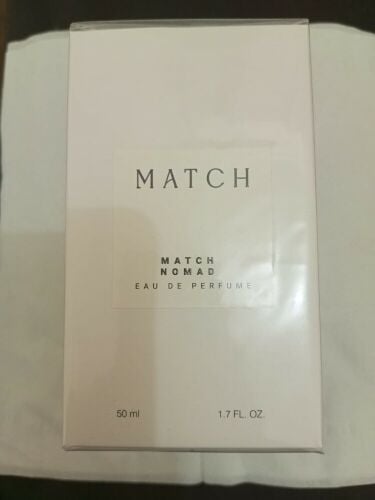 MATCH
MATCH
NOMAD
EAU DE PERFUME
50 ml 1.7 FL. OZ.